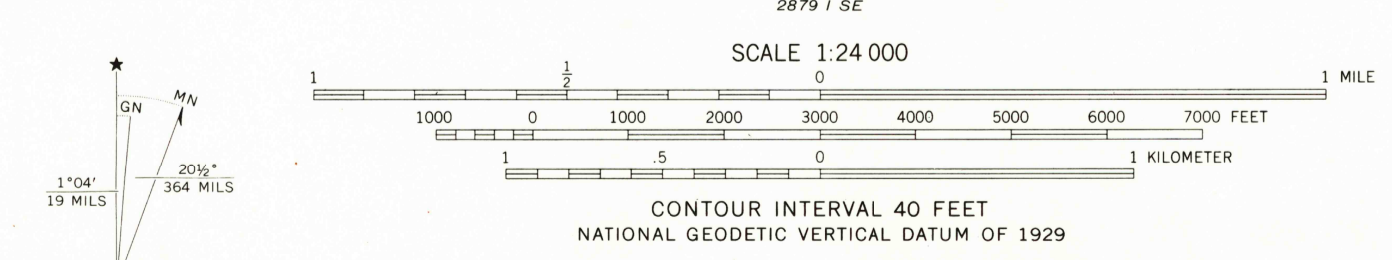 2879 I SE
SCALE 1:24 000
1 ½ 0 1 MILE
1000 0 1000 2000 3000 4000 5000 6000 7000 FEET
1 .5 0 1 KILOMETER
CONTOUR INTERVAL 40 FEET
NATIONAL GEODETIC VERTICAL DATUM OF 1929
★
GN
MN
1°04′
19 MILS
20½°
364 MILS